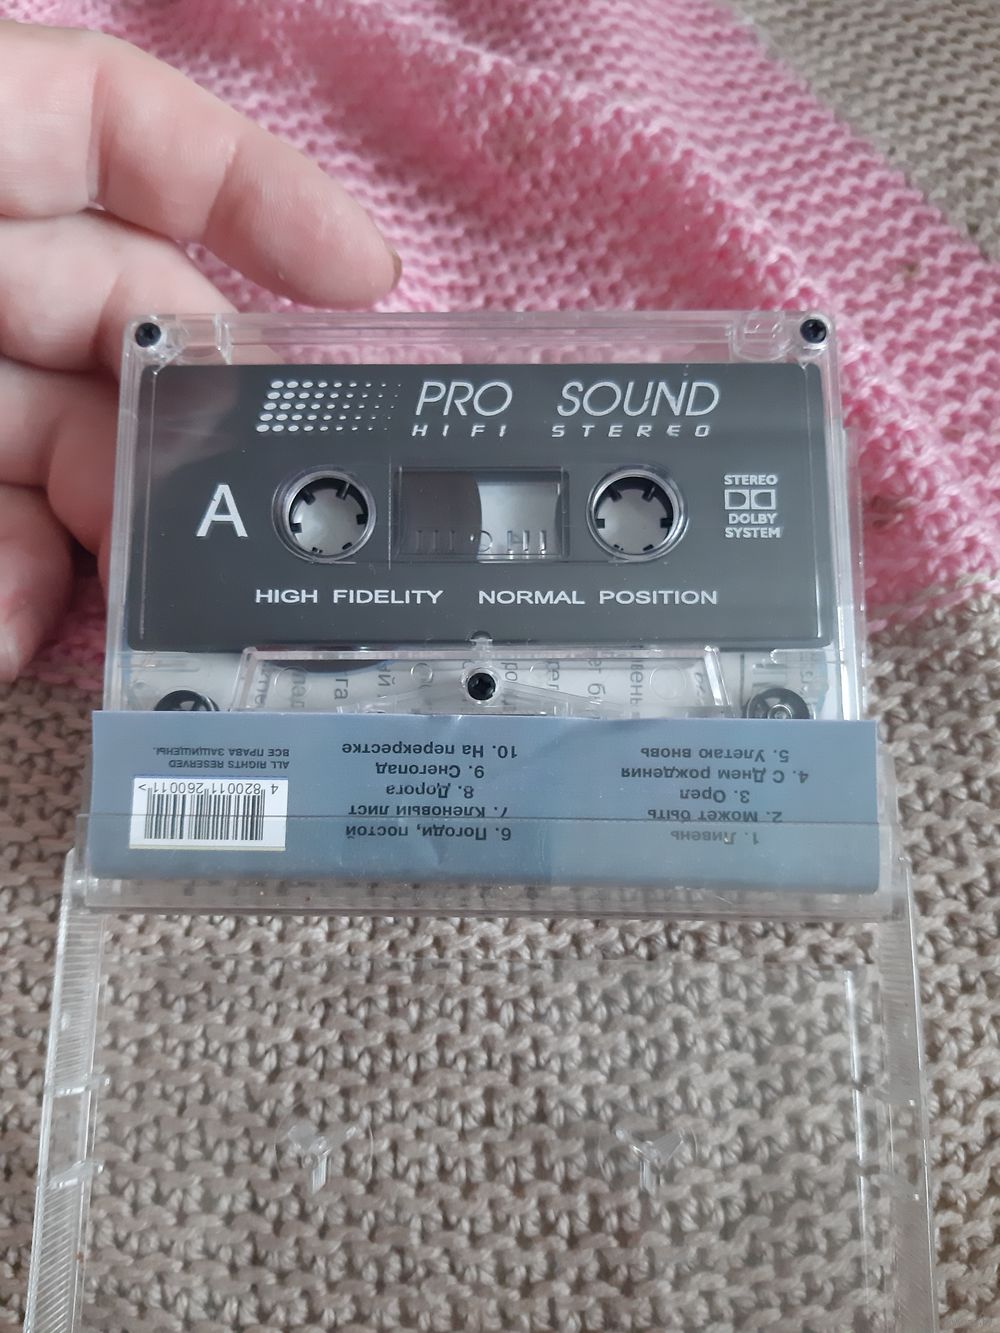 PRO SOUND
HIFI STEREO
A
STEREO
DOLBY
SYSTEM
HIGH FIDELITY NORMAL POSITION
1. Ливень
2. Может быть
3. Орел
4. С Днем рождения
5. Улетаю вновь
6. Погоди, постой
7. Кленовый лист
8. Дорога
9. Снегопад
10. На перекрестке
4 820011 260011 >
ALL RIGHTS RESERVED
ВСЕ ПРАВА ЗАЩИЩЕНЫ.